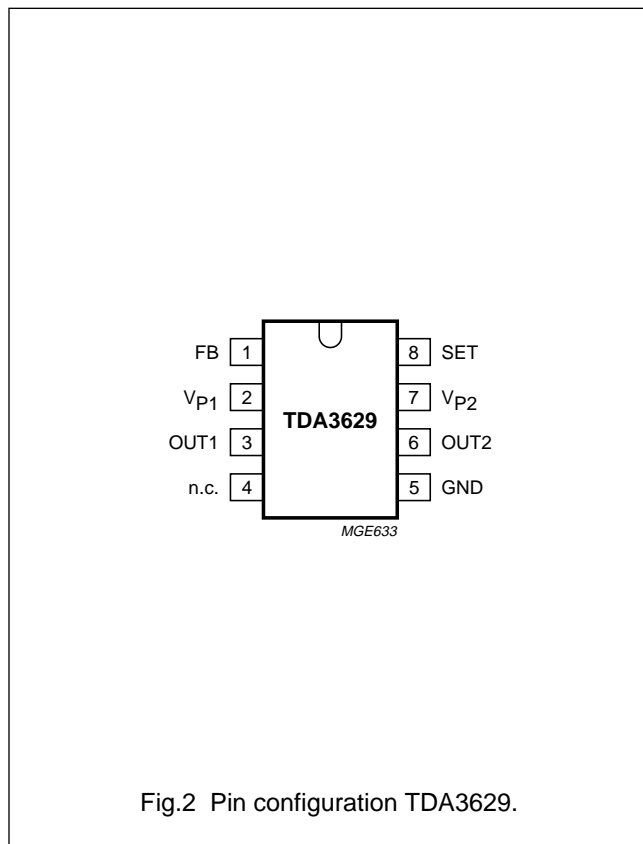 FB 1 8 SET
VP1 2 7 VP2
TDA3629
OUT1 3 6 OUT2
n.c. 4 5 GND
MGE633
Fig.2 Pin configuration TDA3629.